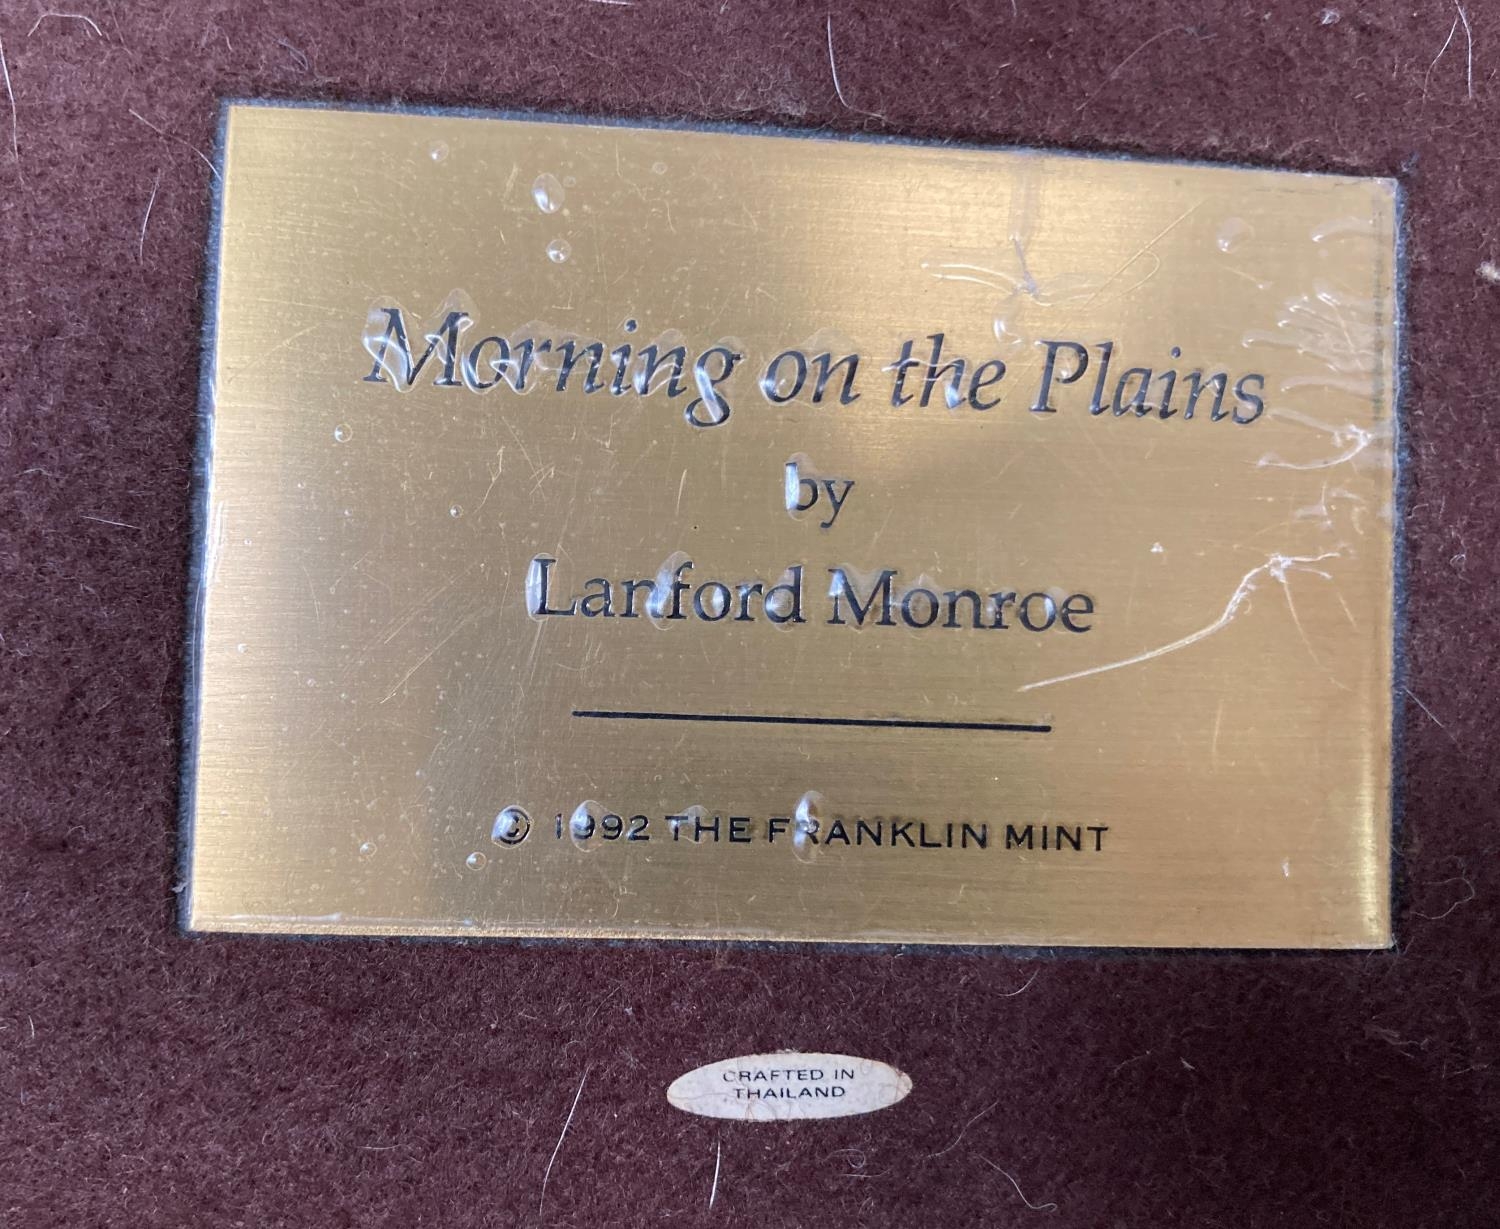 Morning on the Plains
by
Lanford Monroe
© 1992 THE FRANKLIN MINT
CRAFTED IN
THAILAND